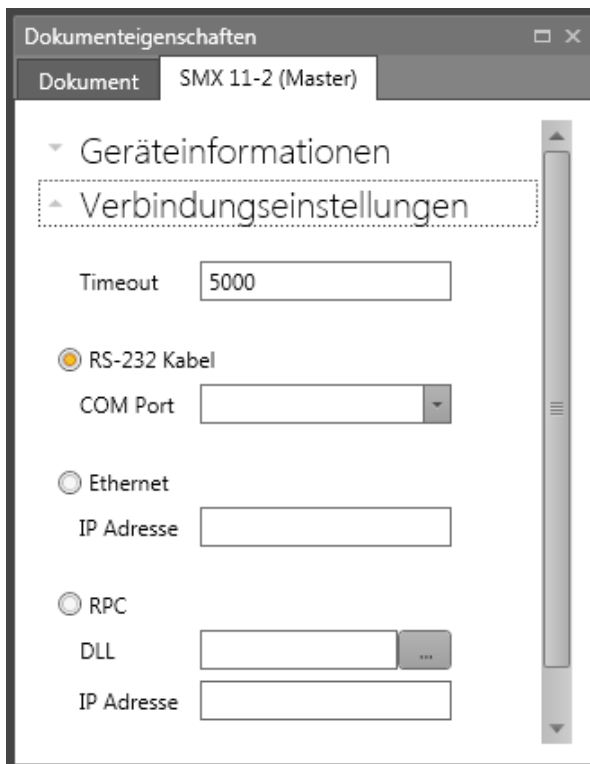 Dokumenteigenschaften
Dokument SMX 11-2 (Master)
Geräteinformationen
Verbindungseinstellungen
Timeout 5000
RS-232 Kabel
COM Port
Ethernet
IP Adresse
RPC
DLL ...
IP Adresse